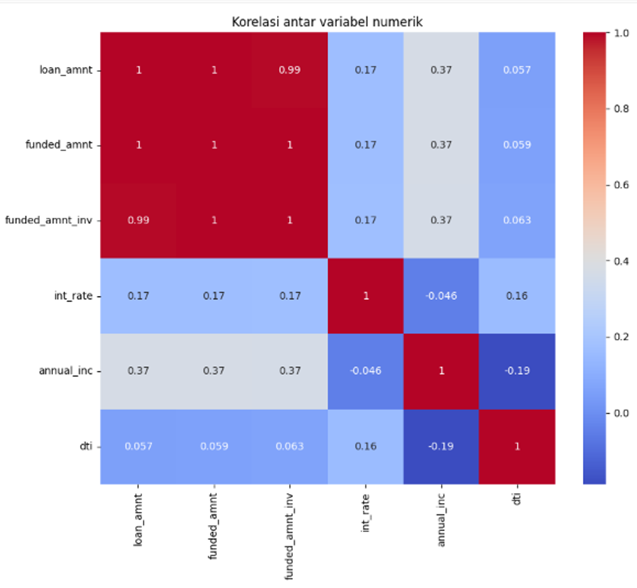 Korelasi antar variabel numerik
loan_amnt 1 1 0.99 0.17 0.37 0.057
funded_amnt 1 1 1 0.17 0.37 0.059
funded_amnt_inv 0.99 1 1 0.17 0.37 0.063
int_rate 0.17 0.17 0.17 1 -0.046 0.16
annual_inc 0.37 0.37 0.37 -0.046 1 -0.19
dti 0.057 0.059 0.063 0.16 -0.19 1
loan_amnt
funded_amnt
funded_amnt_inv
int_rate
annual_inc
dti
1.0
0.8
0.6
0.4
0.2
0.0